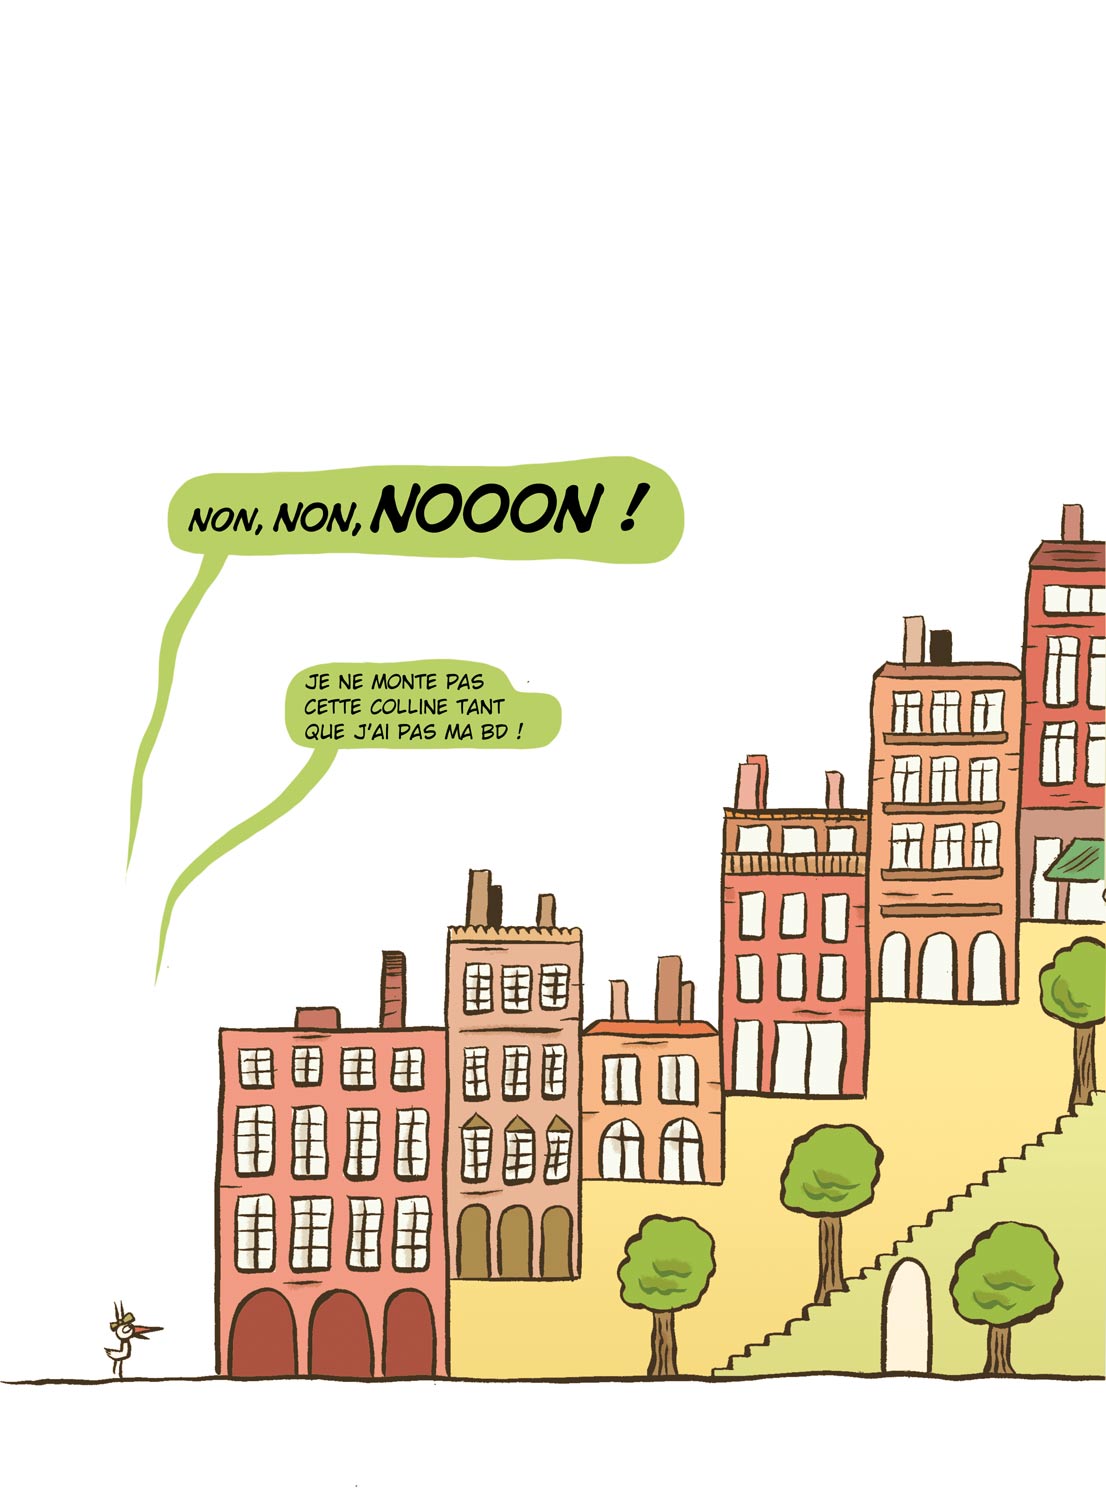 NON, NON, NOOON !
JE NE MONTE PAS
CETTE COLLINE TANT
QUE J'AI PAS MA BD !